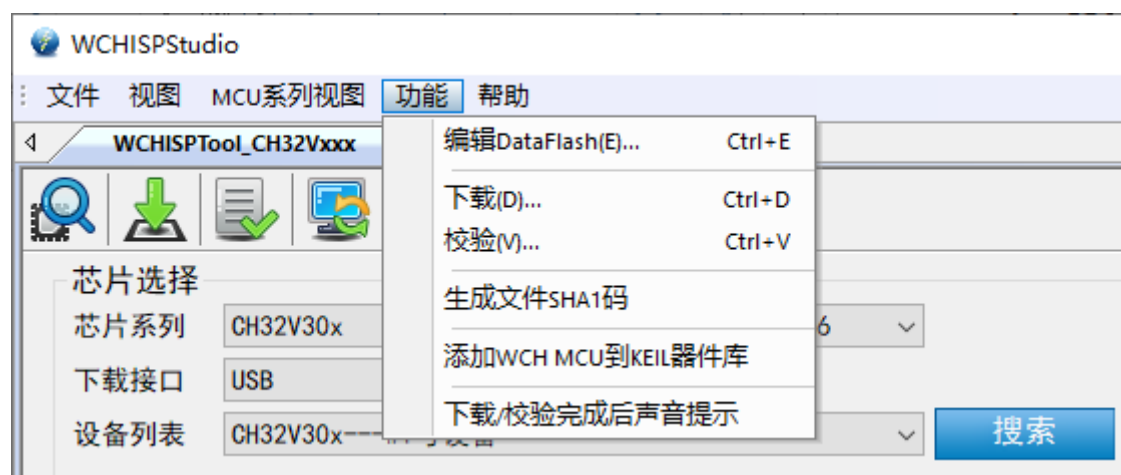 WCHISPStudio
文件 视图 MCU系列视图 功能 帮助
WCHISPTool_CH32Vxxx
编辑DataFlash(E)... Ctrl+E
下载(D)... Ctrl+D
校验(V)... Ctrl+V
生成文件SHA1码
添加WCH MCU到KEIL器件库
下载/校验完成后声音提示
芯片选择
芯片系列 CH32V30x 6
下载接口 USB
设备列表 CH32V30x--- 搜索